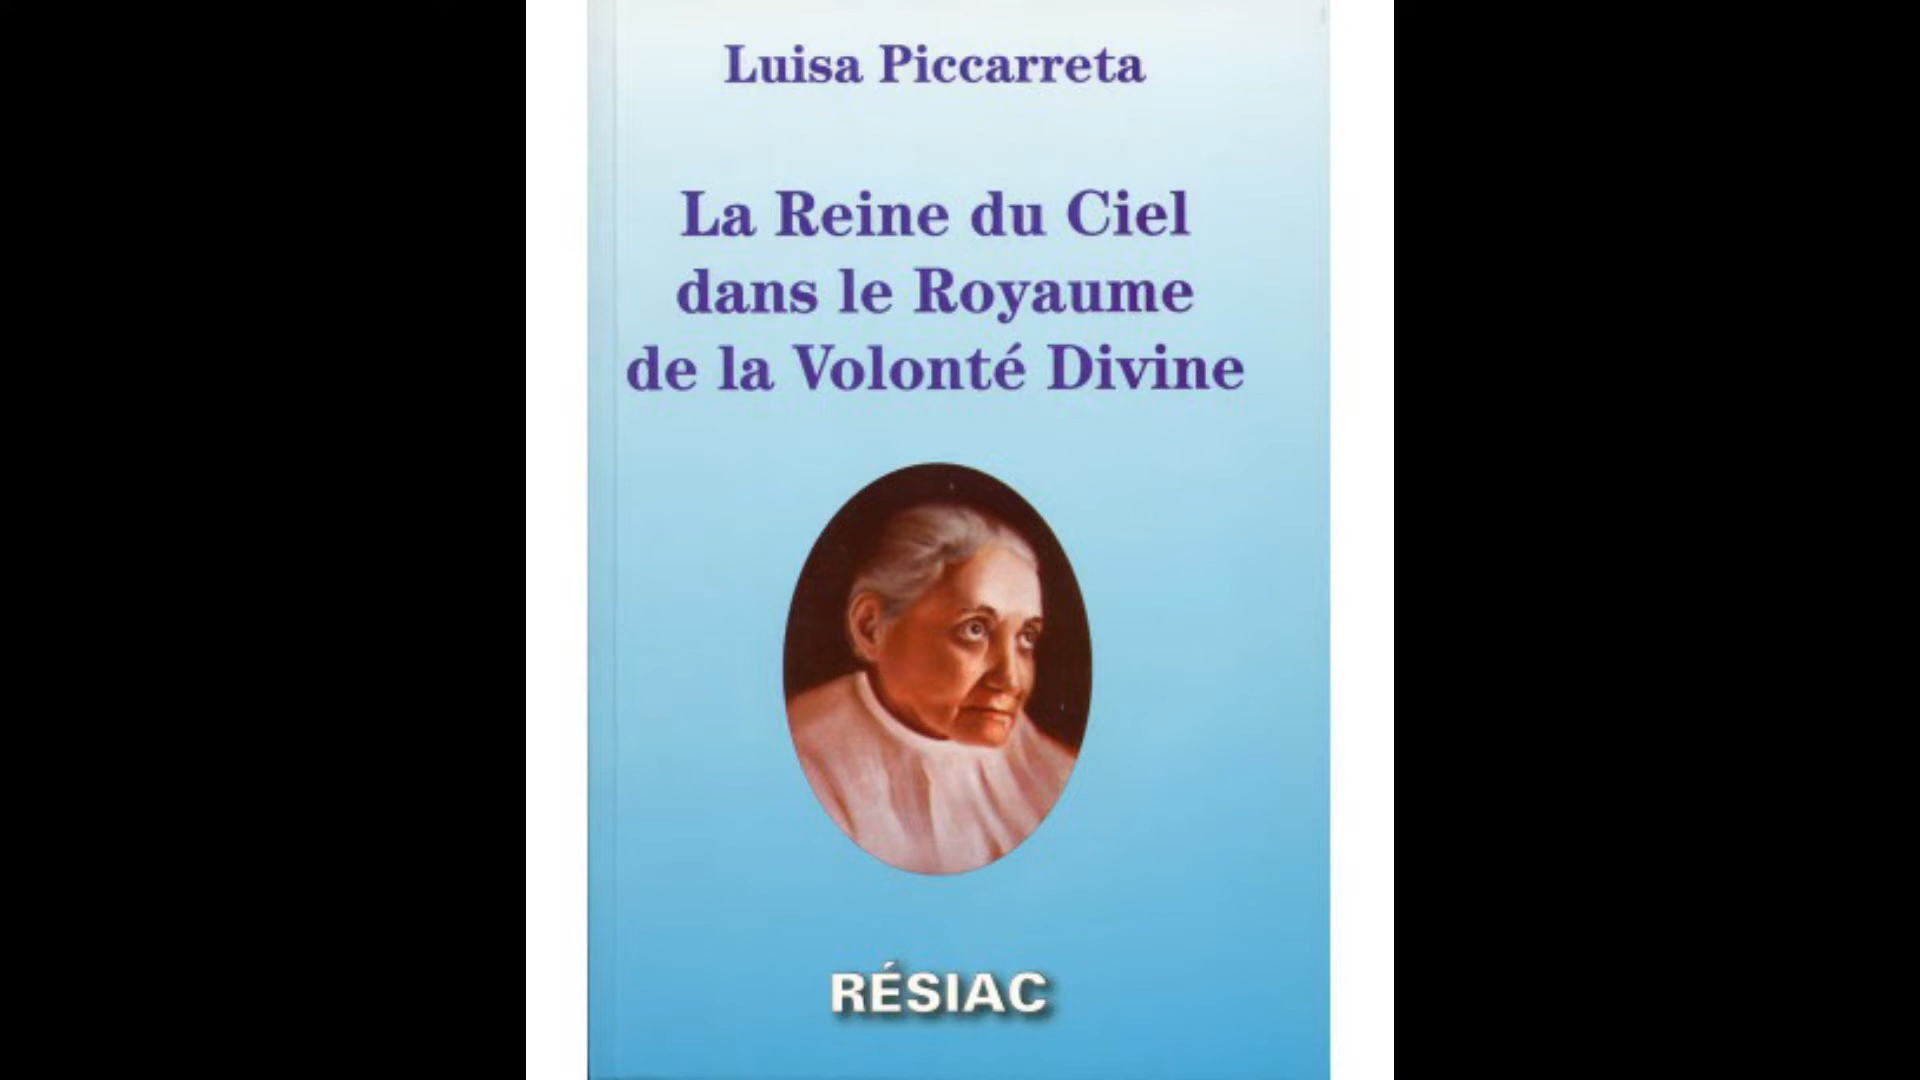 Luisa Piccarreta
La Reine du Ciel
dans le Royaume
de la Volonté Divine
RÉSIAC